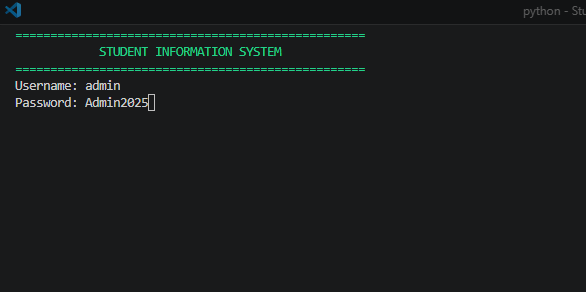 python - Stu
==================================================
STUDENT INFORMATION SYSTEM
==================================================
Username: admin
Password: Admin2025